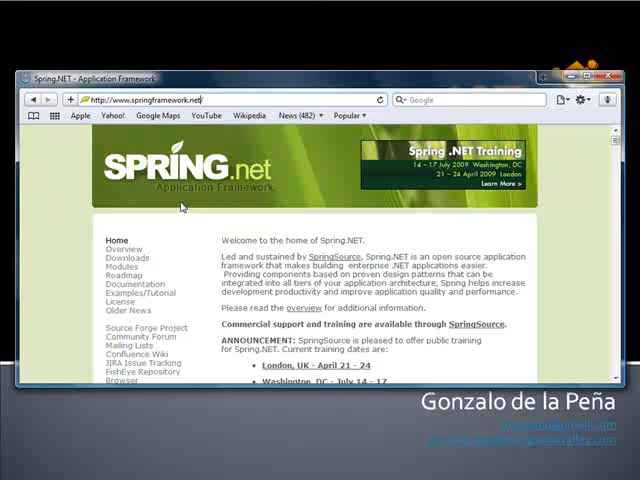 Spring.NET - Application Framework
http://www.springframework.net/
Google
Apple Yahoo! Google Maps YouTube Wikipedia News (482) Popular
SPRING.net
Application Framework
Spring .NET Training
14 - 17 July 2009 Washington, DC
21 - 24 April 2009 London
Learn More >
Home
Overview
Downloads
Modules
Roadmap
Documentation
Examples/Tutorial
License
Older News
Source Forge Project
Community Forum
Mailing Lists
Confluence Wiki
JIRA Issue Tracking
FishEye Repository
Browser
Welcome to the home of Spring.NET.
Led and sustained by SpringSource, Spring.NET is an open source application
framework that makes building enterprise .NET applications easier.
Providing components based on proven design patterns that can be
integrated into all tiers of your application architecture, Spring helps increase
development productivity and improve application quality and performance.
Please read the overview for additional information.
Commercial support and training are available through SpringSource.
ANNOUNCEMENT: SpringSource is pleased to offer public training
for Spring.NET. Current training dates are:
London, UK - April 21 - 24
Washington, DC - July 14 - 17
Gonzalo de la Peña